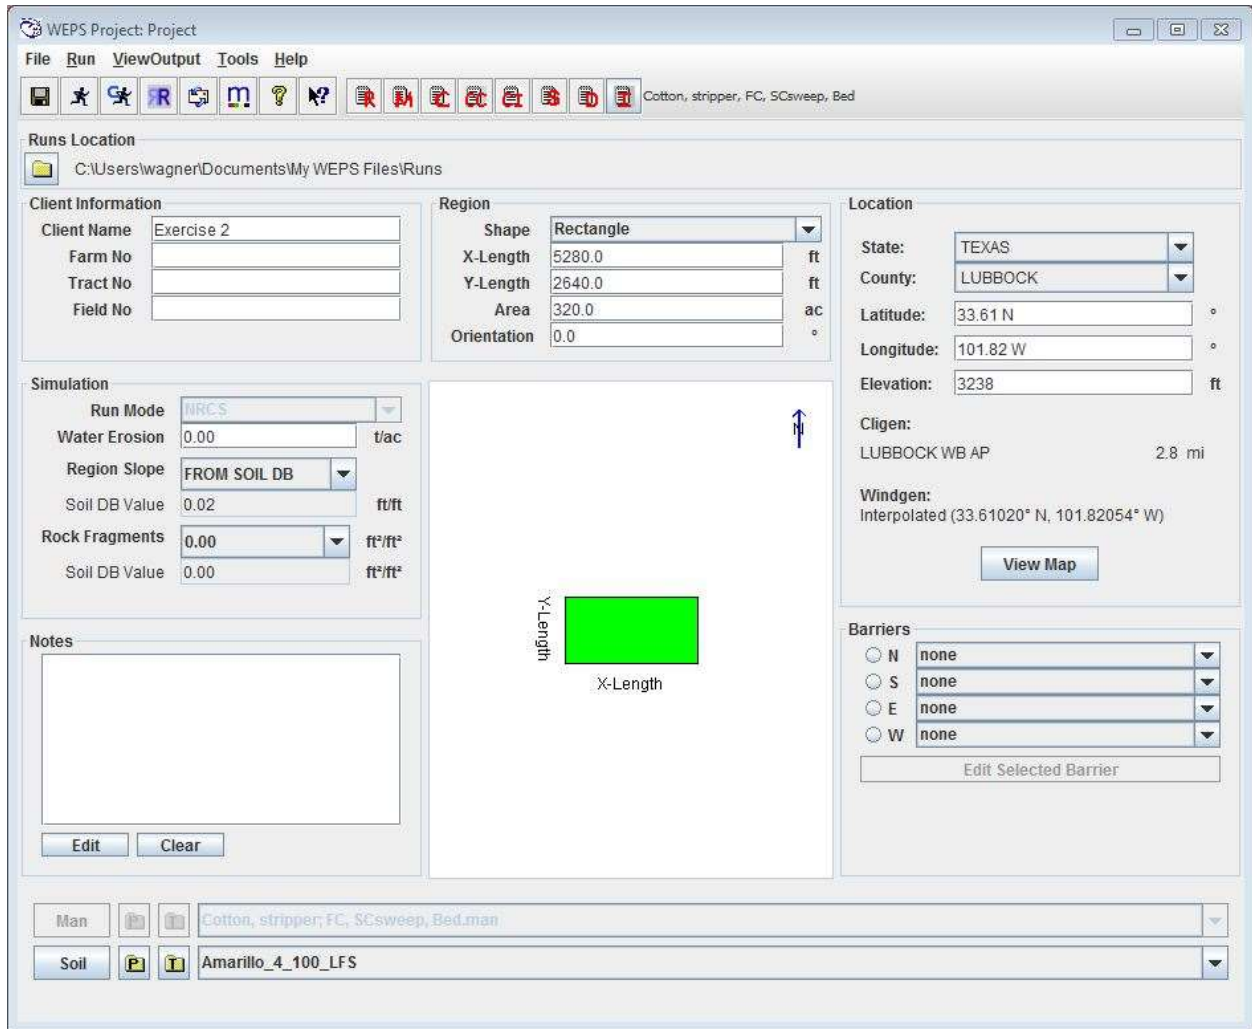 WEPS Project: Project
File Run ViewOutput Tools Help
Cotton, stripper, FC, SCsweep, Bed
Runs Location
C:\Users\wagner\Documents\My WEPS Files\Runs
Client Information
Client Name Exercise 2
Farm No
Tract No
Field No
Region
Shape Rectangle
X-Length 5280.0 ft
Y-Length 2640.0 ft
Area 320.0 ac
Orientation 0.0 °
Location
State: TEXAS
County: LUBBOCK
Latitude: 33.61 N °
Longitude: 101.82 W °
Elevation: 3238 ft
Cligen:
LUBBOCK WB AP 2.8 mi
Windgen:
Interpolated (33.61020° N, 101.82054° W)
View Map
Simulation
Run Mode NRCS
Water Erosion 0.00 t/ac
Region Slope FROM SOIL DB
Soil DB Value 0.02 ft/ft
Rock Fragments 0.00 ft²/ft²
Soil DB Value 0.00 ft²/ft²
N
Y-Length
X-Length
Barriers
N none
S none
E none
W none
Edit Selected Barrier
Notes
Edit Clear
Man P T Cotton, stripper; FC, SCsweep, Bed.man
Soil P T Amarillo_4_100_LFS